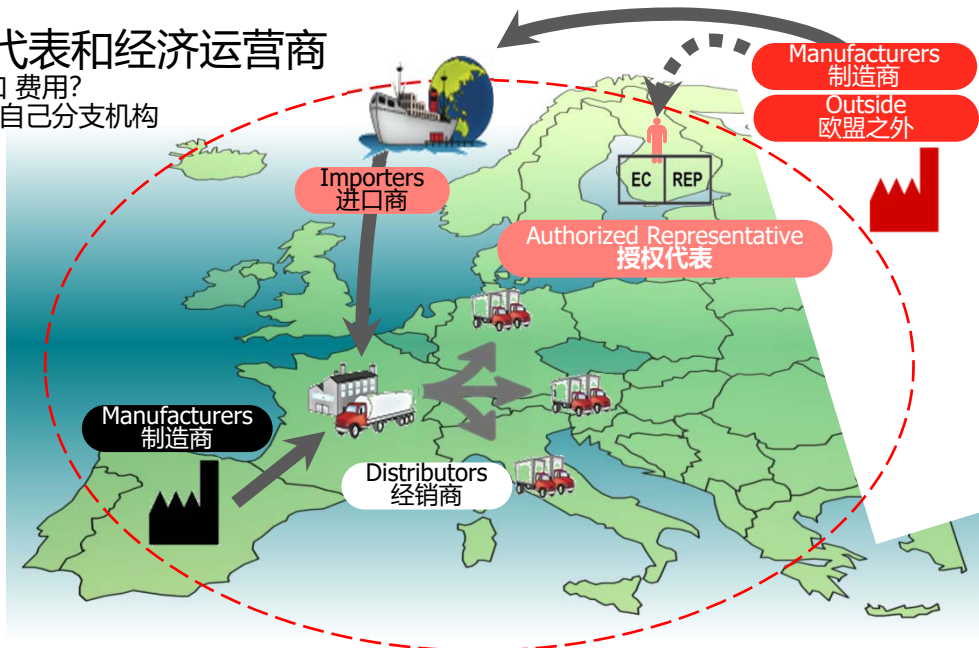 代表和经济运营商
费用?
自己分支机构
Manufacturers
制造商
Outside
欧盟之外
Importers
进口商
EC REP
Authorized Representative
授权代表
Manufacturers
制造商
Distributors
经销商